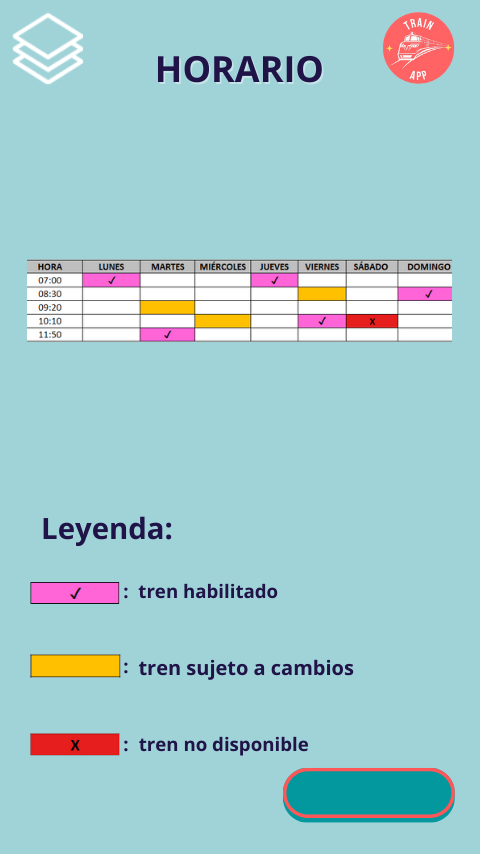 TRAIN
APP
HORARIO
HORA LUNES MARTES MIÉRCOLES JUEVES VIERNES SÁBADO DOMINGO
07:00 ✓ ✓
08:30 ✓
09:20
10:10 ✓ X
11:50 ✓
Leyenda:
✓ : tren habilitado
: tren sujeto a cambios
X : tren no disponible